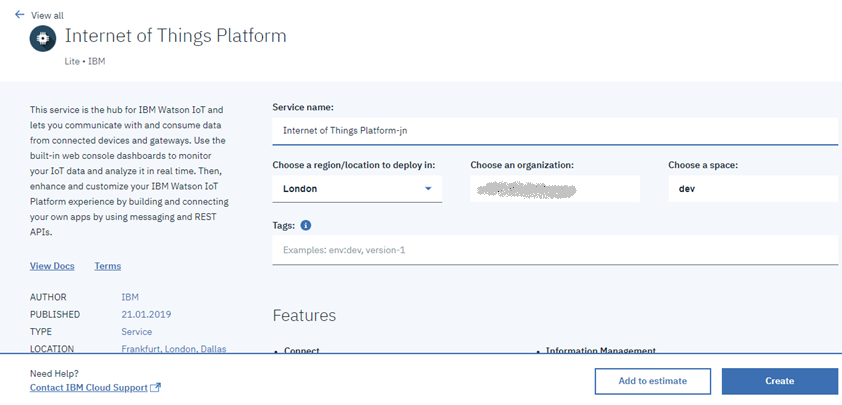 View all
Internet of Things Platform
Lite • IBM
This service is the hub for IBM Watson IoT and
lets you communicate with and consume data
from connected devices and gateways. Use the
built-in web console dashboards to monitor
your IoT data and analyze it in real time. Then,
enhance and customize your IBM Watson IoT
Platform experience by building and connecting
your own apps by using messaging and REST
APIs.
View Docs Terms
AUTHOR IBM
PUBLISHED 21.01.2019
TYPE Service
LOCATION Frankfurt, London, Dallas
Service name:
Internet of Things Platform-jn
Choose a region/location to deploy in: Choose an organization: Choose a space:
London dev
Tags:
Examples: env:dev, version-1
Features
• Connect • Information Management
Need Help?
Contact IBM Cloud Support
Add to estimate Create